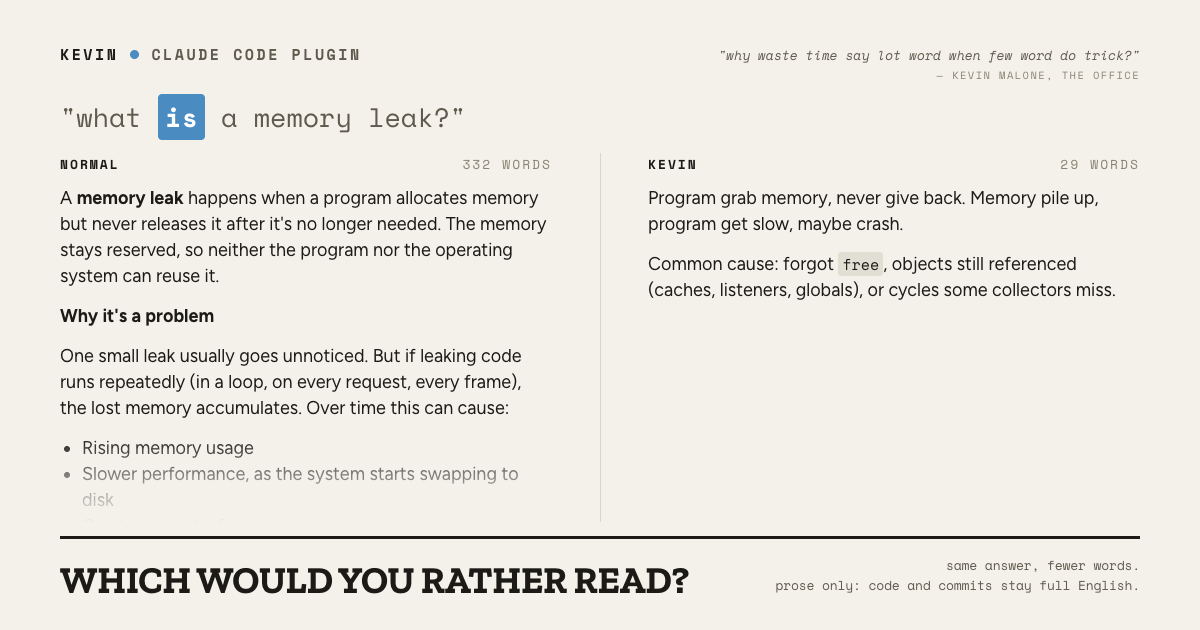 KEVIN ● CLAUDE CODE PLUGIN
"why waste time say lot word when few word do trick?"
— KEVIN MALONE, THE OFFICE
"what is a memory leak?"
NORMAL 332 WORDS
A memory leak happens when a program allocates memory
but never releases it after it's no longer needed. The memory
stays reserved, so neither the program nor the operating
system can reuse it.
Why it's a problem
One small leak usually goes unnoticed. But if leaking code
runs repeatedly (in a loop, on every request, every frame),
the lost memory accumulates. Over time this can cause:
• Rising memory usage
• Slower performance, as the system starts swapping to
disk
KEVIN 29 WORDS
Program grab memory, never give back. Memory pile up,
program get slow, maybe crash.
Common cause: forgot free, objects still referenced
(caches, listeners, globals), or cycles some collectors miss.
WHICH WOULD YOU RATHER READ?
same answer, fewer words.
prose only: code and commits stay full English.